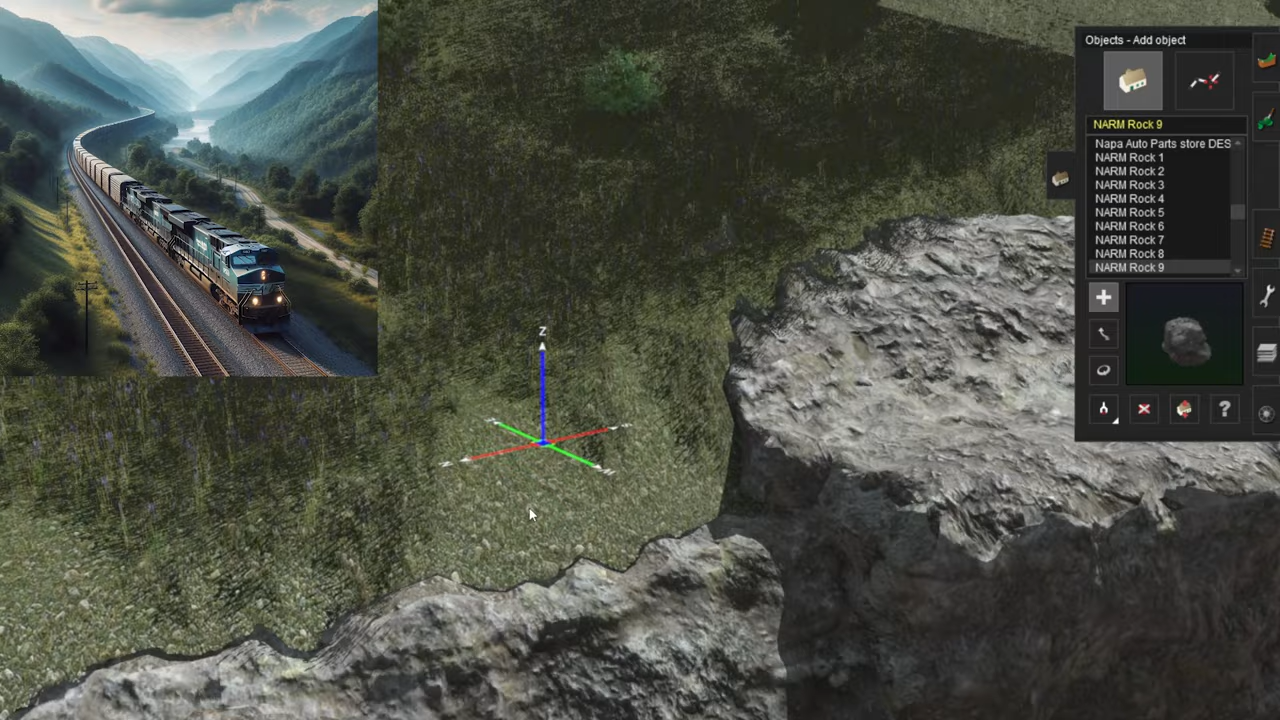 Objects - Add object
NARM Rock 9
Napa Auto Parts store DES
NARM Rock 1
NARM Rock 2
NARM Rock 3
NARM Rock 4
NARM Rock 5
NARM Rock 6
NARM Rock 7
NARM Rock 8
NARM Rock 9
?
Z